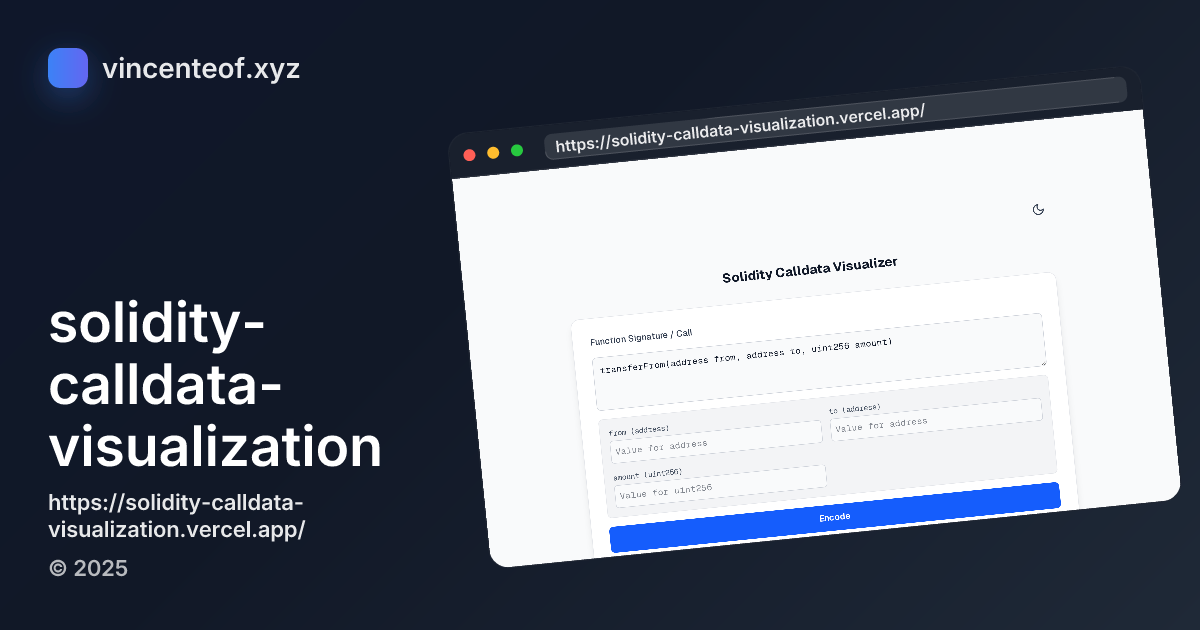 vincenteof.xyz
solidity-
calldata-
visualization
https://solidity-calldata-
visualization.vercel.app/
© 2025
https://solidity-calldata-visualization.vercel.app/
Solidity Calldata Visualizer
Function Signature / Call
transferFrom(address from, address to, uint256 amount)
from (address)
Value for address
to (address)
Value for address
amount (uint256)
Value for uint256
Encode